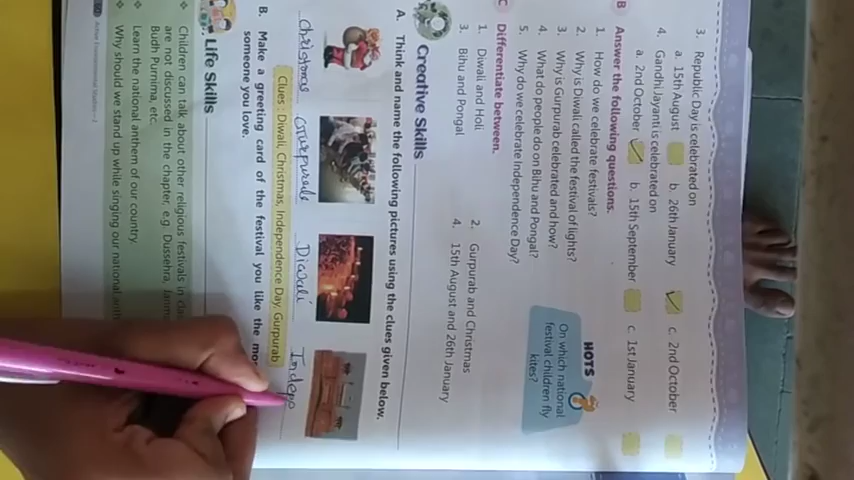 3. Republic Day is celebrated on
a. 15th August b. 26th January c. 2nd October
4. Gandhi Jayanti is celebrated on
a. 2nd October b. 15th September c. 1st January
B Answer the following questions.
1. How do we celebrate festivals?
2. Why is Diwali called the festival of lights?
3. Why is Gurpurab celebrated and how?
4. What do people do on Bihu and Pongal?
5. Why do we celebrate Independence Day?
HOTS
On which national
festival children fly
kites?
C Differentiate between.
1. Diwali and Holi 2. Gurpurab and Christmas
3. Bihu and Pongal 4. 15th August and 26th January
Creative Skills
A. Think and name the following pictures using the clues given below.
Christmas Gurpurab Diwali Indepe
Clues : Diwali, Christmas, Independence Day, Gurpurab
B. Make a greeting card of the festival you like the mo
someone you love.
Life Skills
Children can talk about other religious festivals in
are not discussed in the chapter, e.g. Dussehra,
Budh Purnima, etc.
Learn the national anthem of our country.
Why should we stand up while singing our national